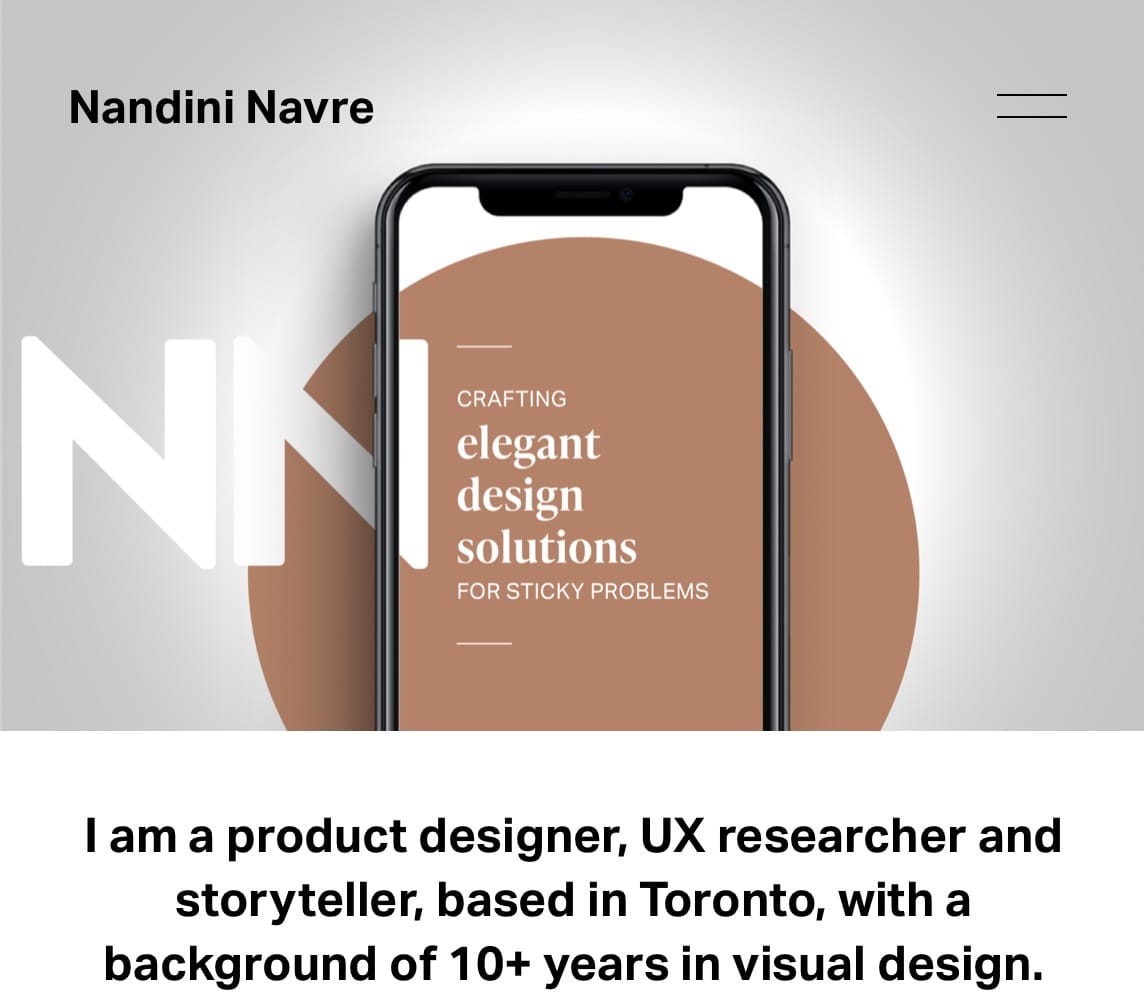 Nandini Navre
NN
CRAFTING
elegant
design
solutions
FOR STICKY PROBLEMS
I am a product designer, UX researcher and
storyteller, based in Toronto, with a
background of 10+ years in visual design.